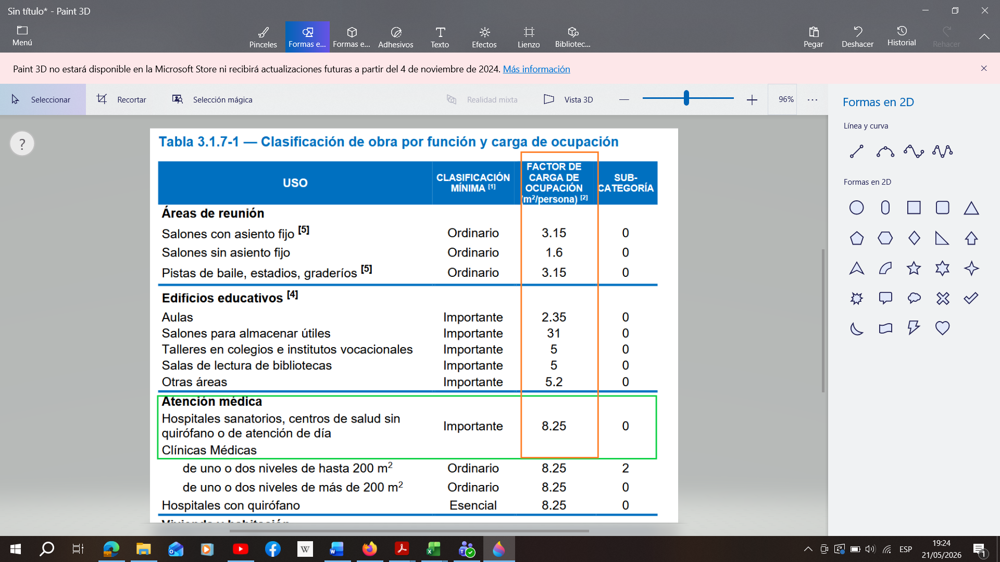 Sin título* - Paint 3D
Menú
Pinceles
Formas e...
Formas e...
Adhesivos
Texto
Efectos
Lienzo
Bibliotec...
Pegar
Deshacer
Historial
Rehacer
Paint 3D no estará disponible en la Microsoft Store ni recibirá actualizaciones futuras a partir del 4 de noviembre de 2024. Más información
Seleccionar
Recortar
Selección mágica
Realidad mixta
Vista 3D
96%
Formas en 2D
Línea y curva
Formas en 2D
?
Tabla 3.1.7-1 — Clasificación de obra por función y carga de ocupación
USO
CLASIFICACIÓN
MÍNIMA [1]
FACTOR DE
CARGA DE
OCUPACIÓN
(m²/persona) [2]
SUB-
CATEGORÍA
Áreas de reunión
Salones con asiento fijo [5] Ordinario 3.15 0
Salones sin asiento fijo Ordinario 1.6 0
Pistas de baile, estadios, graderíos [5] Ordinario 3.15 0
Edificios educativos [4]
Aulas Importante 2.35 0
Salones para almacenar útiles Importante 31 0
Talleres en colegios e institutos vocacionales Importante 5 0
Salas de lectura de bibliotecas Importante 5 0
Otras áreas Importante 5.2 0
Atención médica
Hospitales sanatorios, centros de salud sin
quirófano o de atención de día Importante 8.25 0
Clínicas Médicas
de uno o dos niveles de hasta 200 m² Ordinario 8.25 2
de uno o dos niveles de más de 200 m² Ordinario 8.25 0
Hospitales con quirófano Esencial 8.25 0
ESP
19:24
21/05/2026
1